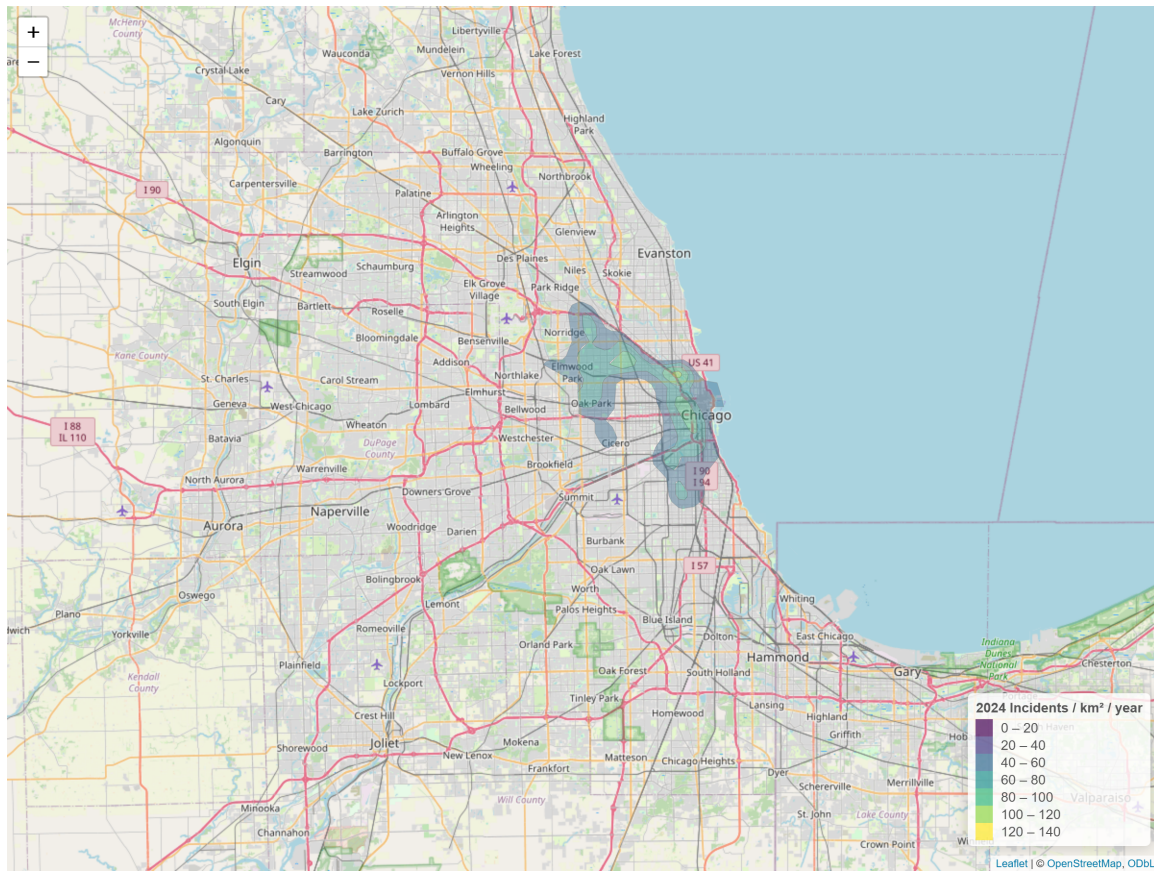 +
−
McHenry
County
Libertyville
Wauconda
Mundelein
Lake Forest
Crystal Lake
Vernon Hills
Cary
Lake Zurich
Highland
Park
Algonquin
Barrington
Buffalo Grove
Wheeling
Northbrook
I 90
Carpentersville
Palatine
Arlington
Heights
Glenview
Evanston
Des Plaines
Elgin
Streamwood
Schaumburg
Niles
Skokie
Elk Grove
Village
Park Ridge
South Elgin
Bartlett
Roselle
Norridge
Bloomingdale
Bensenville
Kane County
Addison
US 41
Elmwood
Park
Northlake
St. Charles
Carol Stream
Elmhurst
Geneva
West Chicago
Lombard
Bellwood
Oak Park
Chicago
I 88
IL 110
Batavia
Wheaton
DuPage
County
Westchester
Cicero
Warrenville
Brookfield
I 90
I 94
North Aurora
Downers Grove
Summit
Aurora
Naperville
Woodridge
Darien
Burbank
Bolingbrook
Oak Lawn
I 57
Oswego
Lemont
Worth
Whiting
Plano
Palos Heights
Yorkville
Romeoville
Blue Island
Dolton
East Chicago
Orland Park
Hammond
Indiana
Dunes
National
Park
Plainfield
Oak Forest
South Holland
Gary
Chesterton
Kendall
County
Lockport
Tinley Park
Lansing
Crest Hill
Homewood
Highland
Joliet
Mokena
Griffith
Shorewood
New Lenox
Frankfort
Matteson
Chicago Heights
Dyer
Schererville
Merrillville
Minooka
Will County
St. John
Lake County
Valparaiso
Channahon
Crown Point
2024 Incidents / km² / year
0 – 20
20 – 40
40 – 60
60 – 80
80 – 100
100 – 120
120 – 140
Leaflet | © OpenStreetMap, ODbL